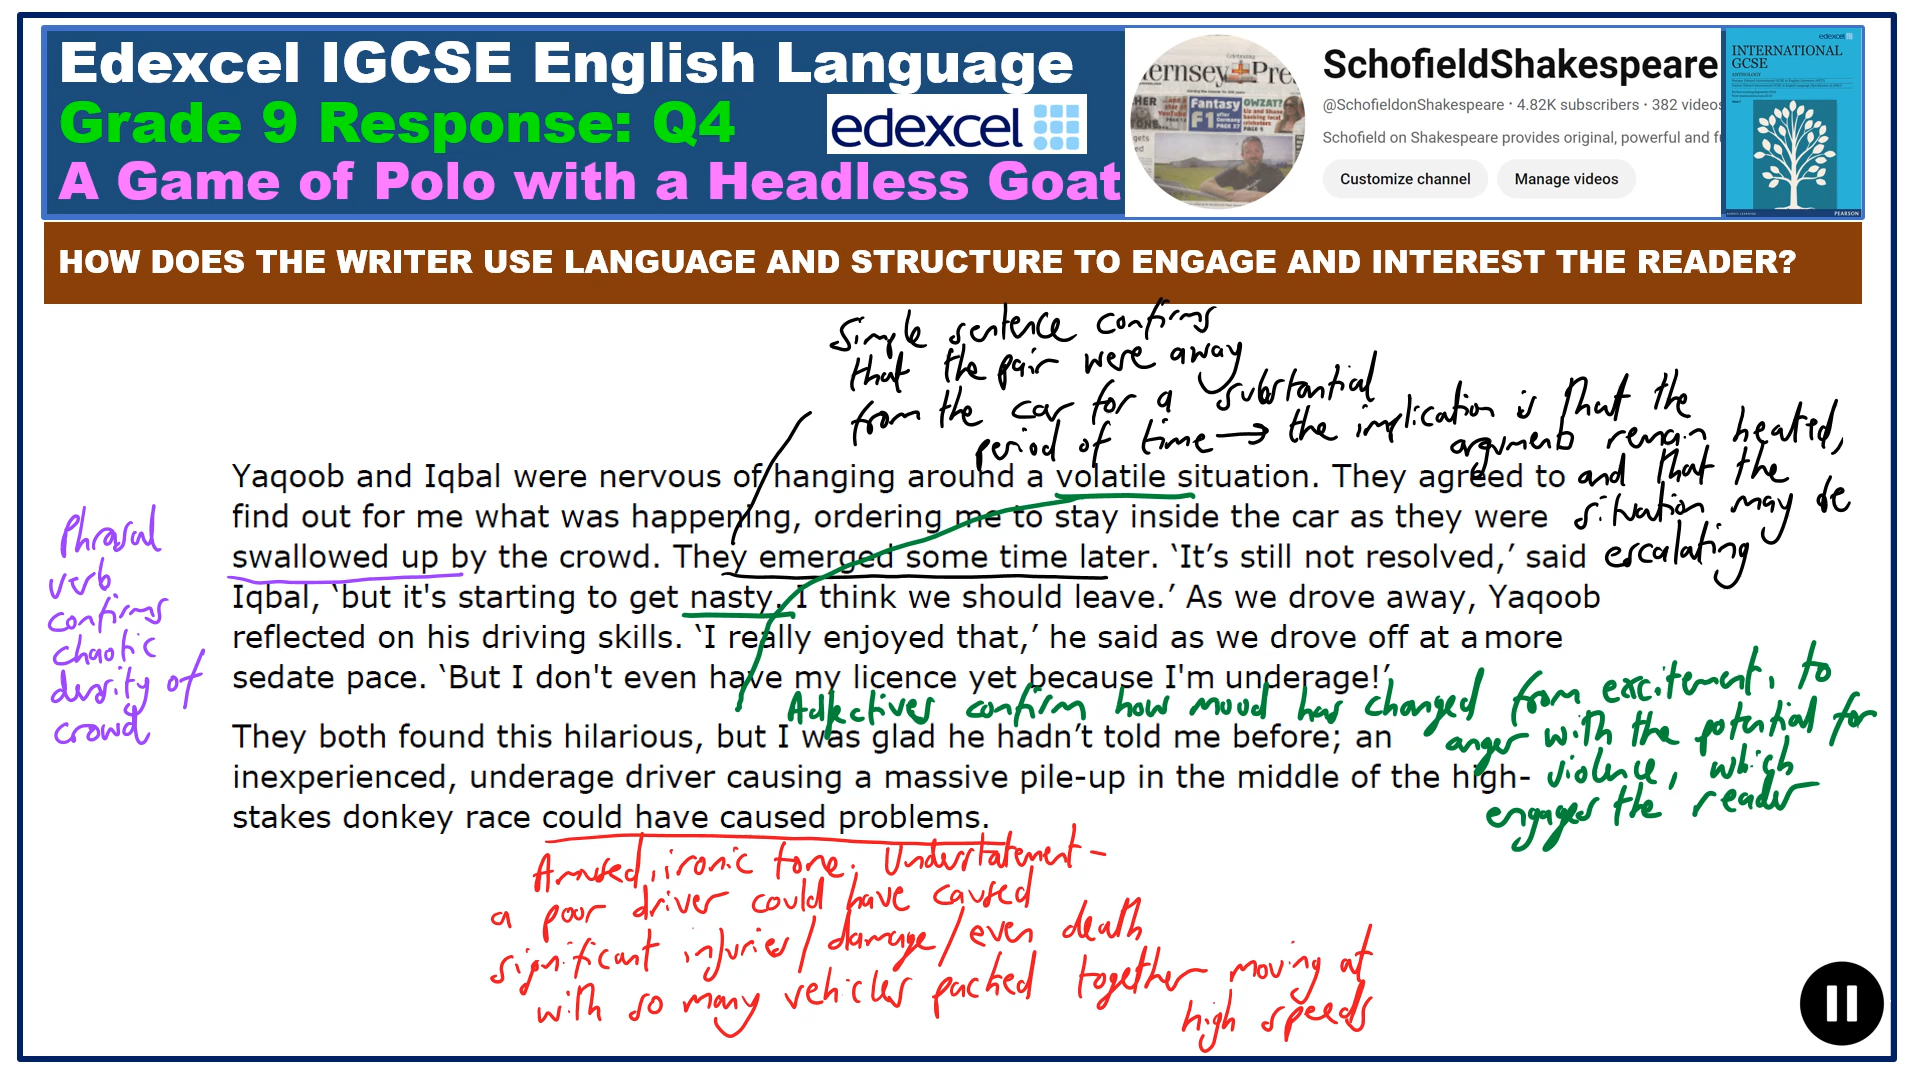 Edexcel IGCSE English Language
Grade 9 Response: Q4
edexcel
A Game of Polo with a Headless Goat
SchofieldShakespeare
@SchofieldonShakespeare · 4.82K subscribers · 382 videos
Schofield on Shakespeare provides original, powerful and fu
Customize channel
Manage videos
edexcel
INTERNATIONAL
GCSE
ANTHOLOGY
PEARSON
ernsey Pre
Fantasy
F1
OWZAT?
HOW DOES THE WRITER USE LANGUAGE AND STRUCTURE TO ENGAGE AND INTEREST THE READER?
Simple sentence confirms
that the pair were away
from the car for a substantial
period of time → the implication is that the
arguments remain heated,
and that the
situation may be
escalating
Yaqoob and Iqbal were nervous of hanging around a volatile situation. They agreed to
find out for me what was happening, ordering me to stay inside the car as they were
swallowed up by the crowd. They emerged some time later. ‘It’s still not resolved,’ said
Iqbal, ‘but it's starting to get nasty. I think we should leave.’ As we drove away, Yaqoob
reflected on his driving skills. ‘I really enjoyed that,’ he said as we drove off at a more
sedate pace. ‘But I don't even have my licence yet because I'm underage!’
Phrasal
verb
confirms
chaotic
density of
crowd
Adjectives confirm how mood has changed from excitement, to
anger with the potential for
violence, which
engages the reader
They both found this hilarious, but I was glad he hadn’t told me before; an
inexperienced, underage driver causing a massive pile-up in the middle of the high-
stakes donkey race could have caused problems.
Amused, ironic tone. Understatement –
a poor driver could have caused
significant injuries/damage/even death
with so many vehicles packed together moving at
high speeds